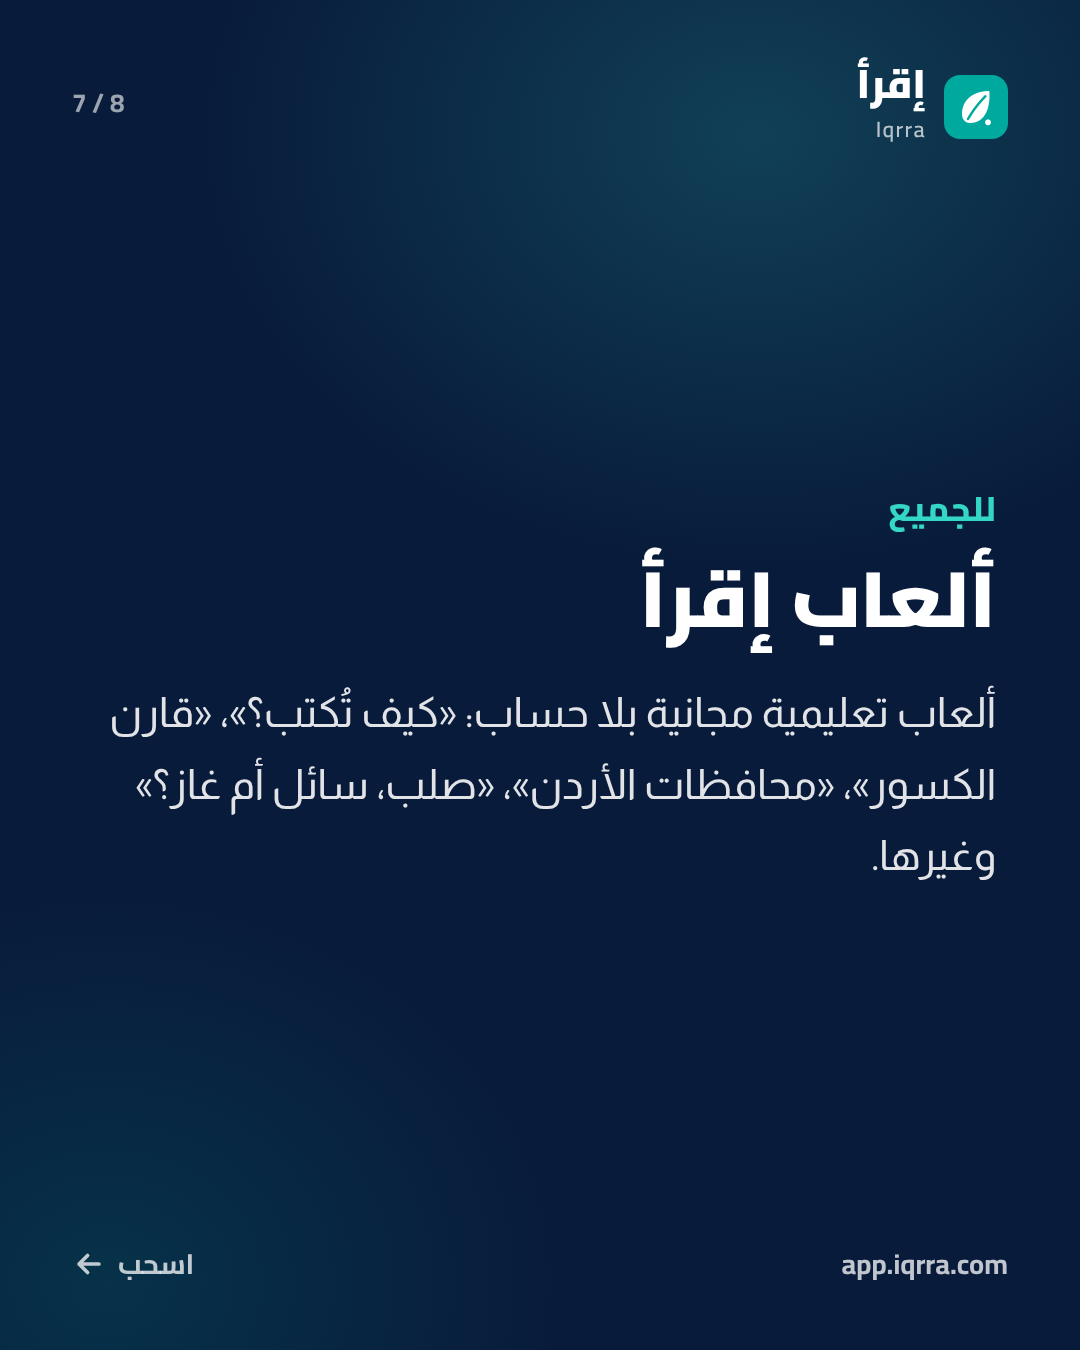 إقرأ
Iqrra
7 / 8
للجميع
ألعاب إقرأ
ألعاب تعليمية مجانية بلا حساب: «كيف تُكتب؟»، «قارن
الكسور»، «محافظات الأردن»، «صلب، سائل أم غاز؟»
وغيرها.
app.iqrra.com
اسحب ←